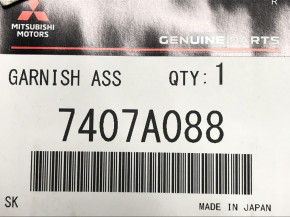 R
MITSUBISHI
MOTORS
GENUINE PARTS
GARNISH ASS QTY: 1
7407A088
SK MADE IN JAPAN